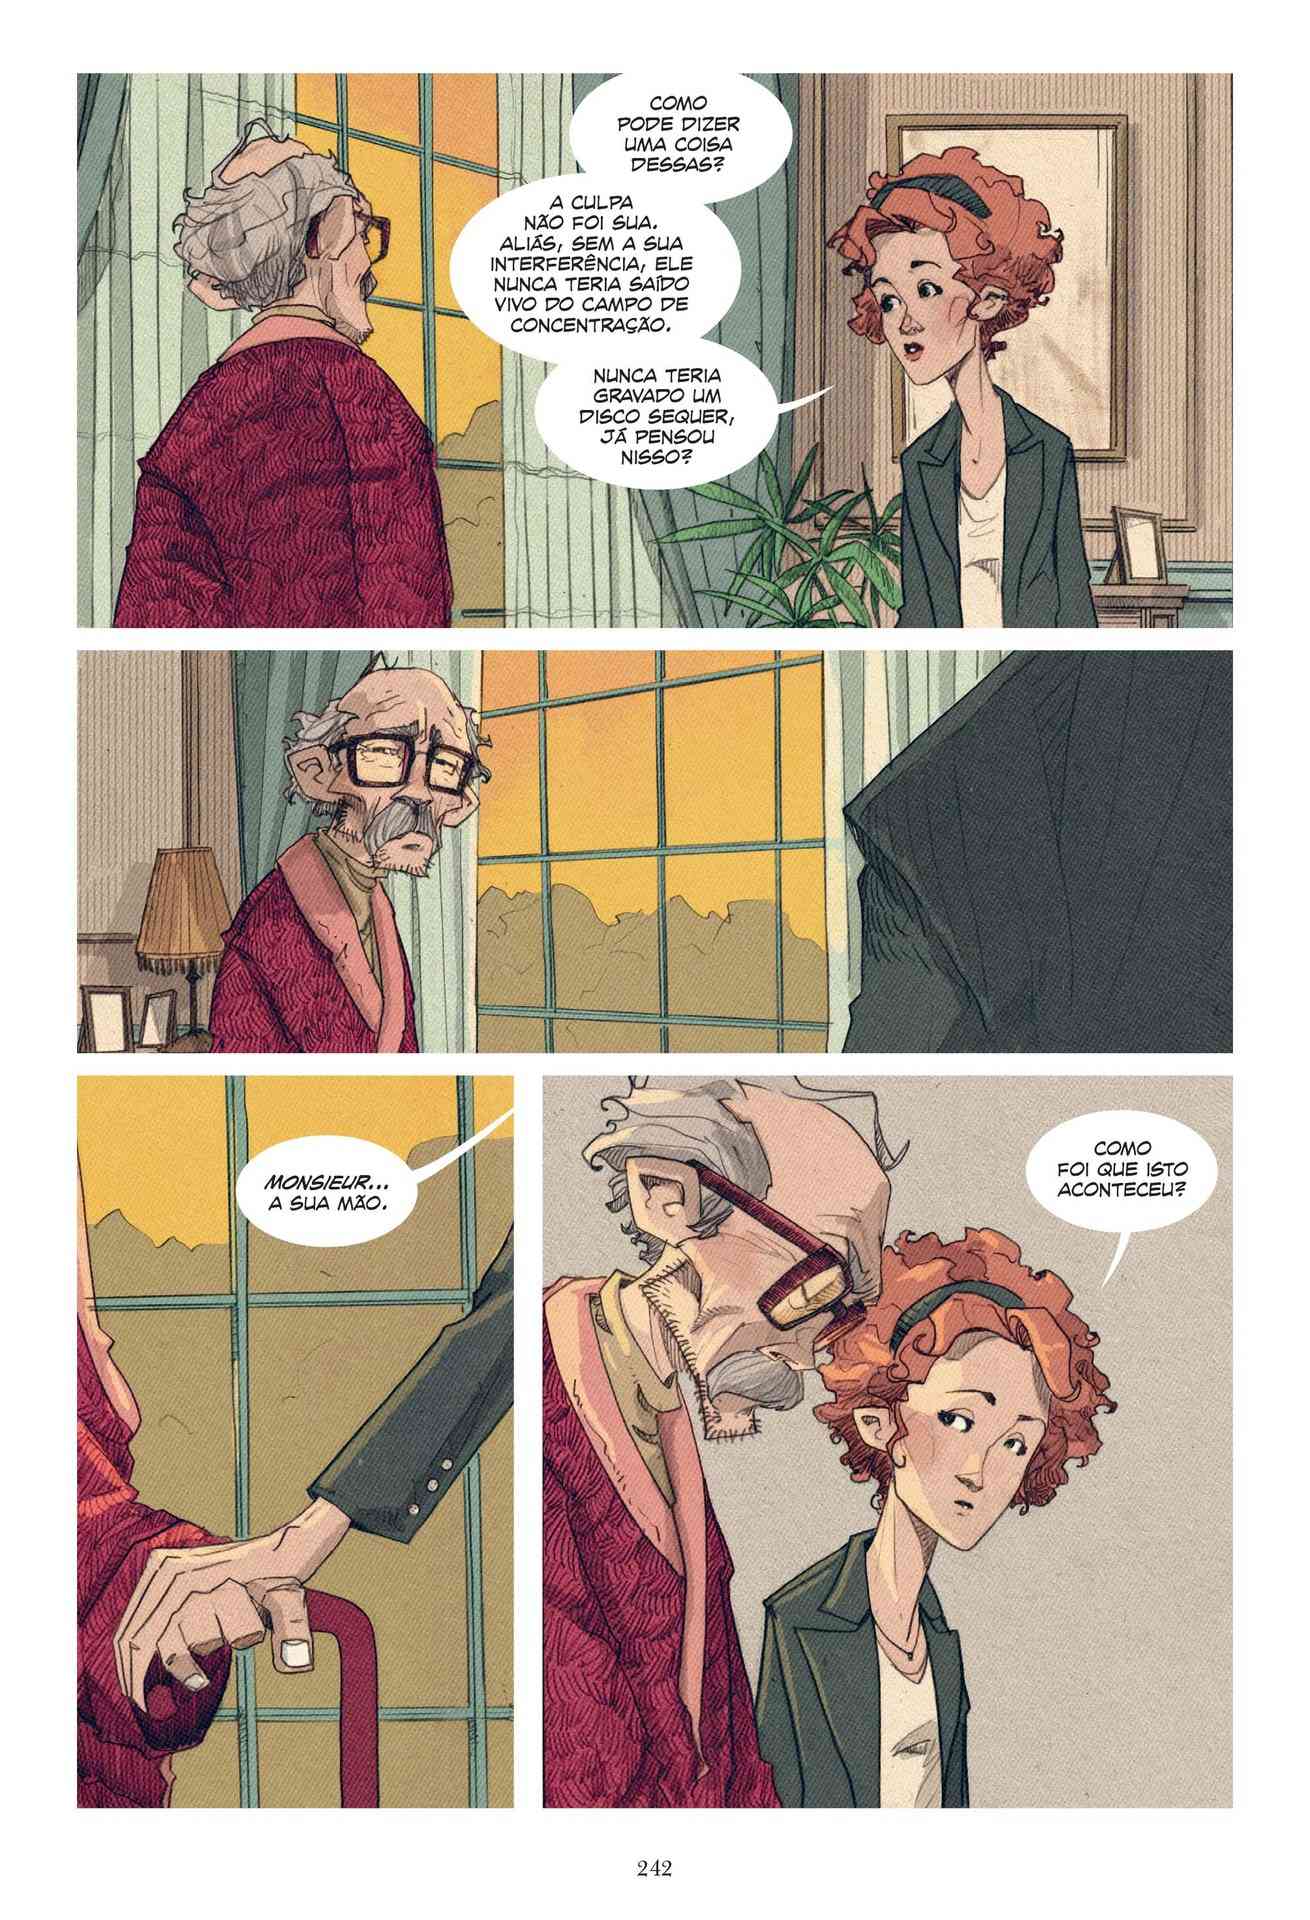 COMO
PODE DIZER
UMA COISA
DESSAS?
A CULPA
NÃO FOI SUA.
ALIÁS, SEM A SUA
INTERFERÊNCIA, ELE
NUNCA TERIA SAÍDO
VIVO DO CAMPO DE
CONCENTRAÇÃO.
NUNCA TERIA
GRAVADO UM
DISCO SEQUER,
JÁ PENSOU
NISSO?
MONSIEUR...
A SUA MÃO.
COMO
FOI QUE ISTO
ACONTECEU?
242